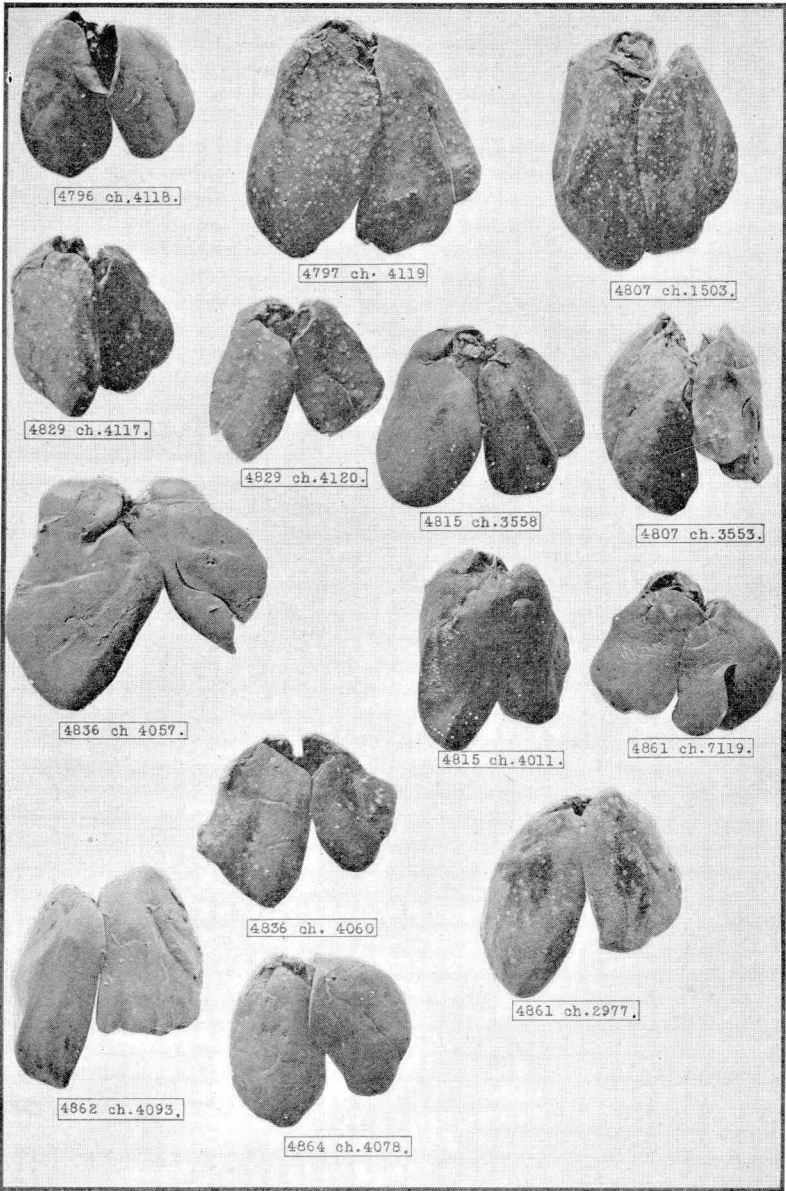 4796 ch.4118.
4797 ch. 4119
4807 ch.1503.
4829 ch.4117.
4829 ch.4120.
4815 ch.3558
4807 ch.3553.
4836 ch 4057.
4815 ch.4011.
4861 ch.7119.
4836 ch. 4060
4861 ch.2977.
4862 ch.4093.
4864 ch.4078.